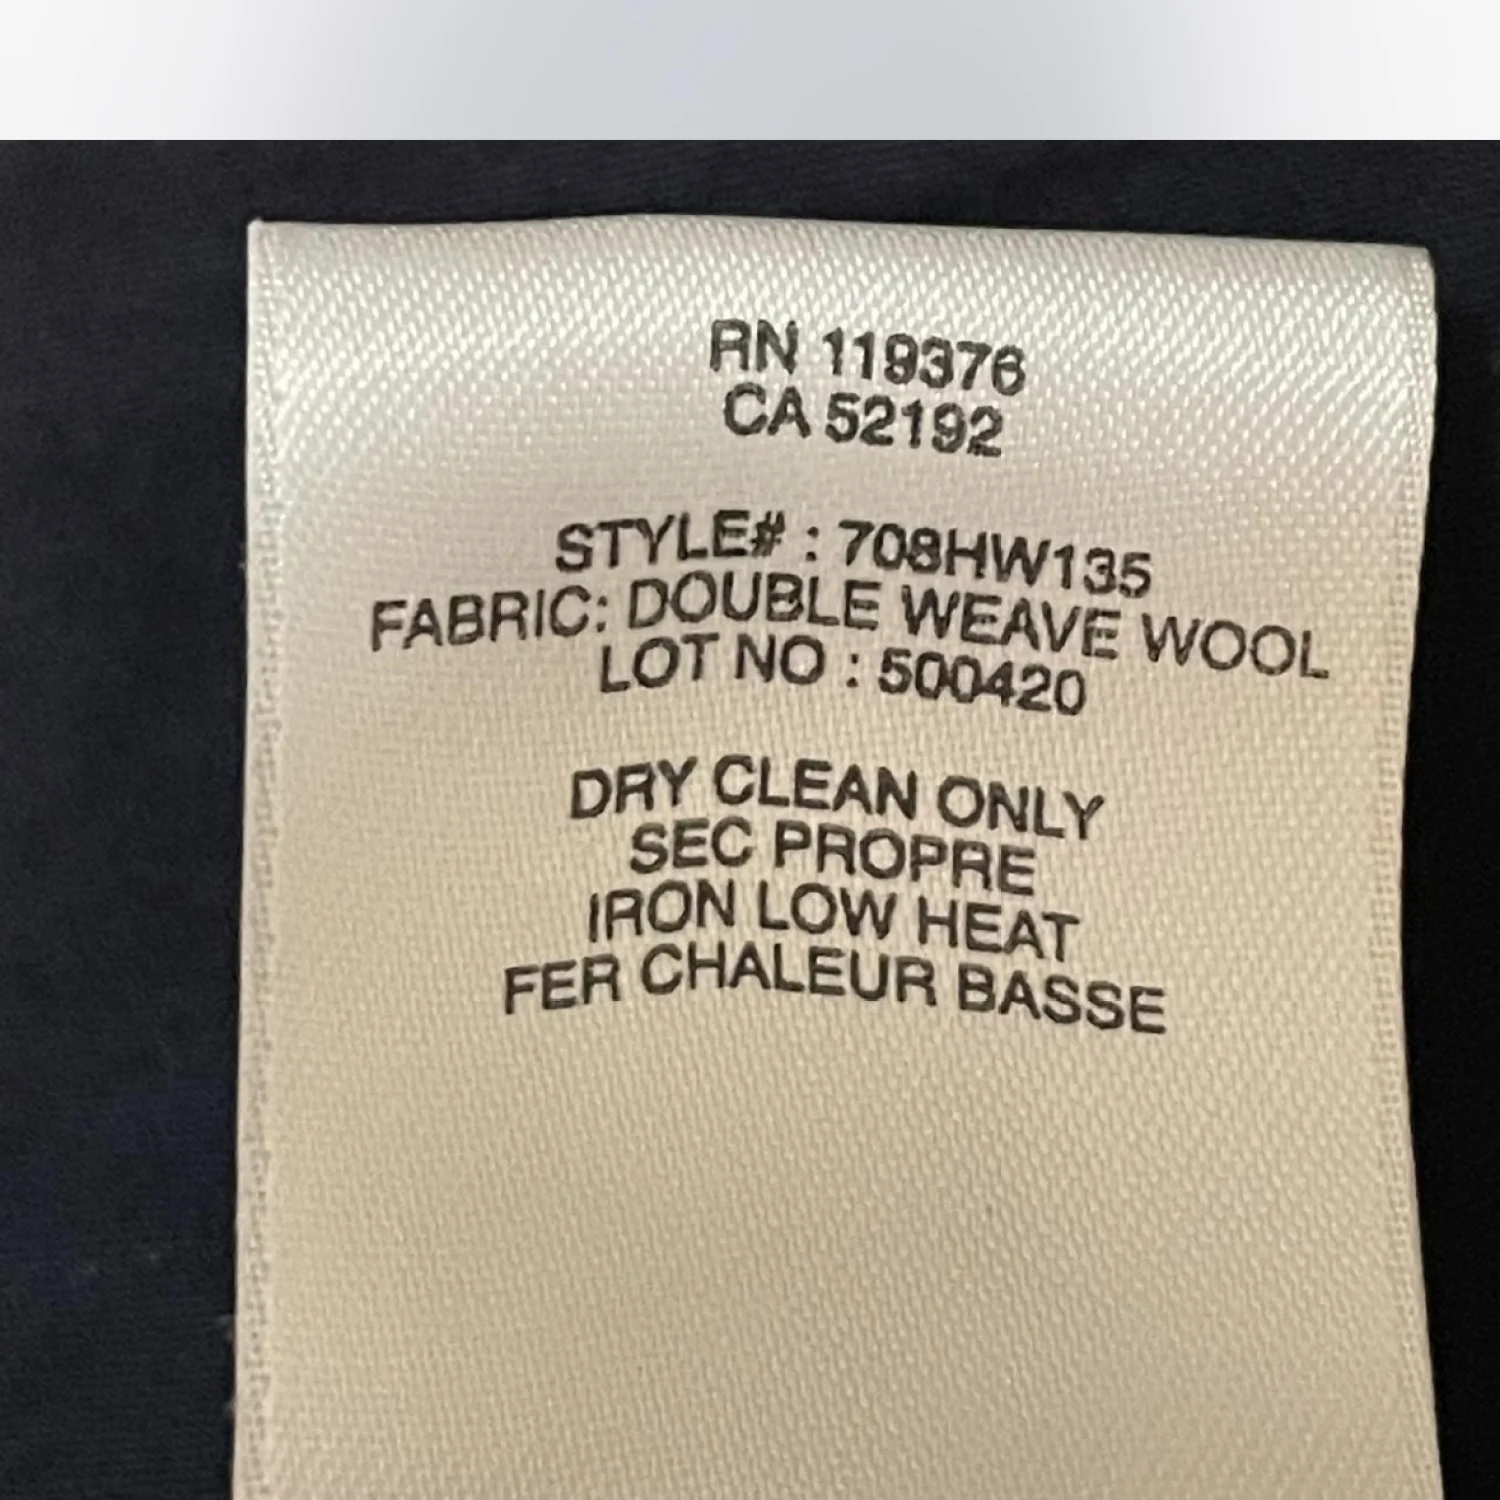 RN 119376
CA 52192
STYLE# : 708HW135
FABRIC: DOUBLE WEAVE WOOL
LOT NO : 500420
DRY CLEAN ONLY
SEC PROPRE
IRON LOW HEAT
FER CHALEUR BASSE